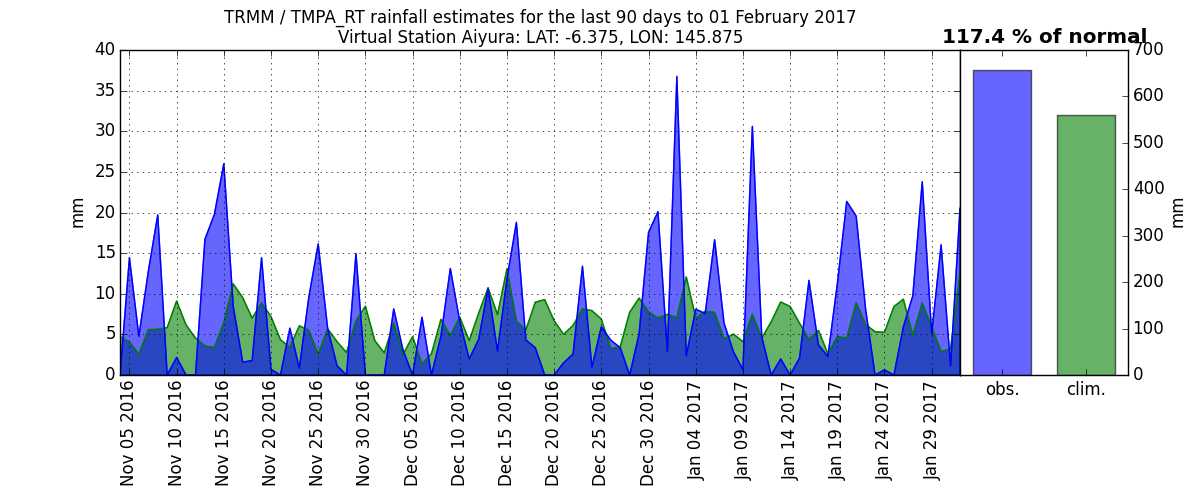 TRMM / TMPA_RT rainfall estimates for the last 90 days to 01 February 2017
Virtual Station Aiyura: LAT: -6.375, LON: 145.875
117.4 % of normal
40
35
30
25
20
15
10
5
0
mm
700
600
500
400
300
200
100
0
mm
Nov 05 2016
Nov 10 2016
Nov 15 2016
Nov 20 2016
Nov 25 2016
Nov 30 2016
Dec 05 2016
Dec 10 2016
Dec 15 2016
Dec 20 2016
Dec 25 2016
Dec 30 2016
Jan 04 2017
Jan 09 2017
Jan 14 2017
Jan 19 2017
Jan 24 2017
Jan 29 2017
obs.
clim.